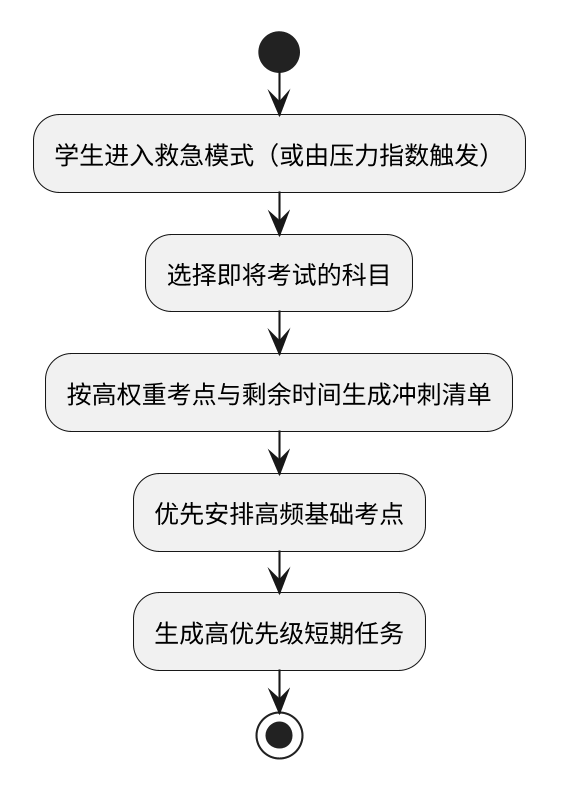 学生进入救急模式（或由压力指数触发）
选择即将考试的科目
按高权重考点与剩余时间生成冲刺清单
优先安排高频基础考点
生成高优先级短期任务